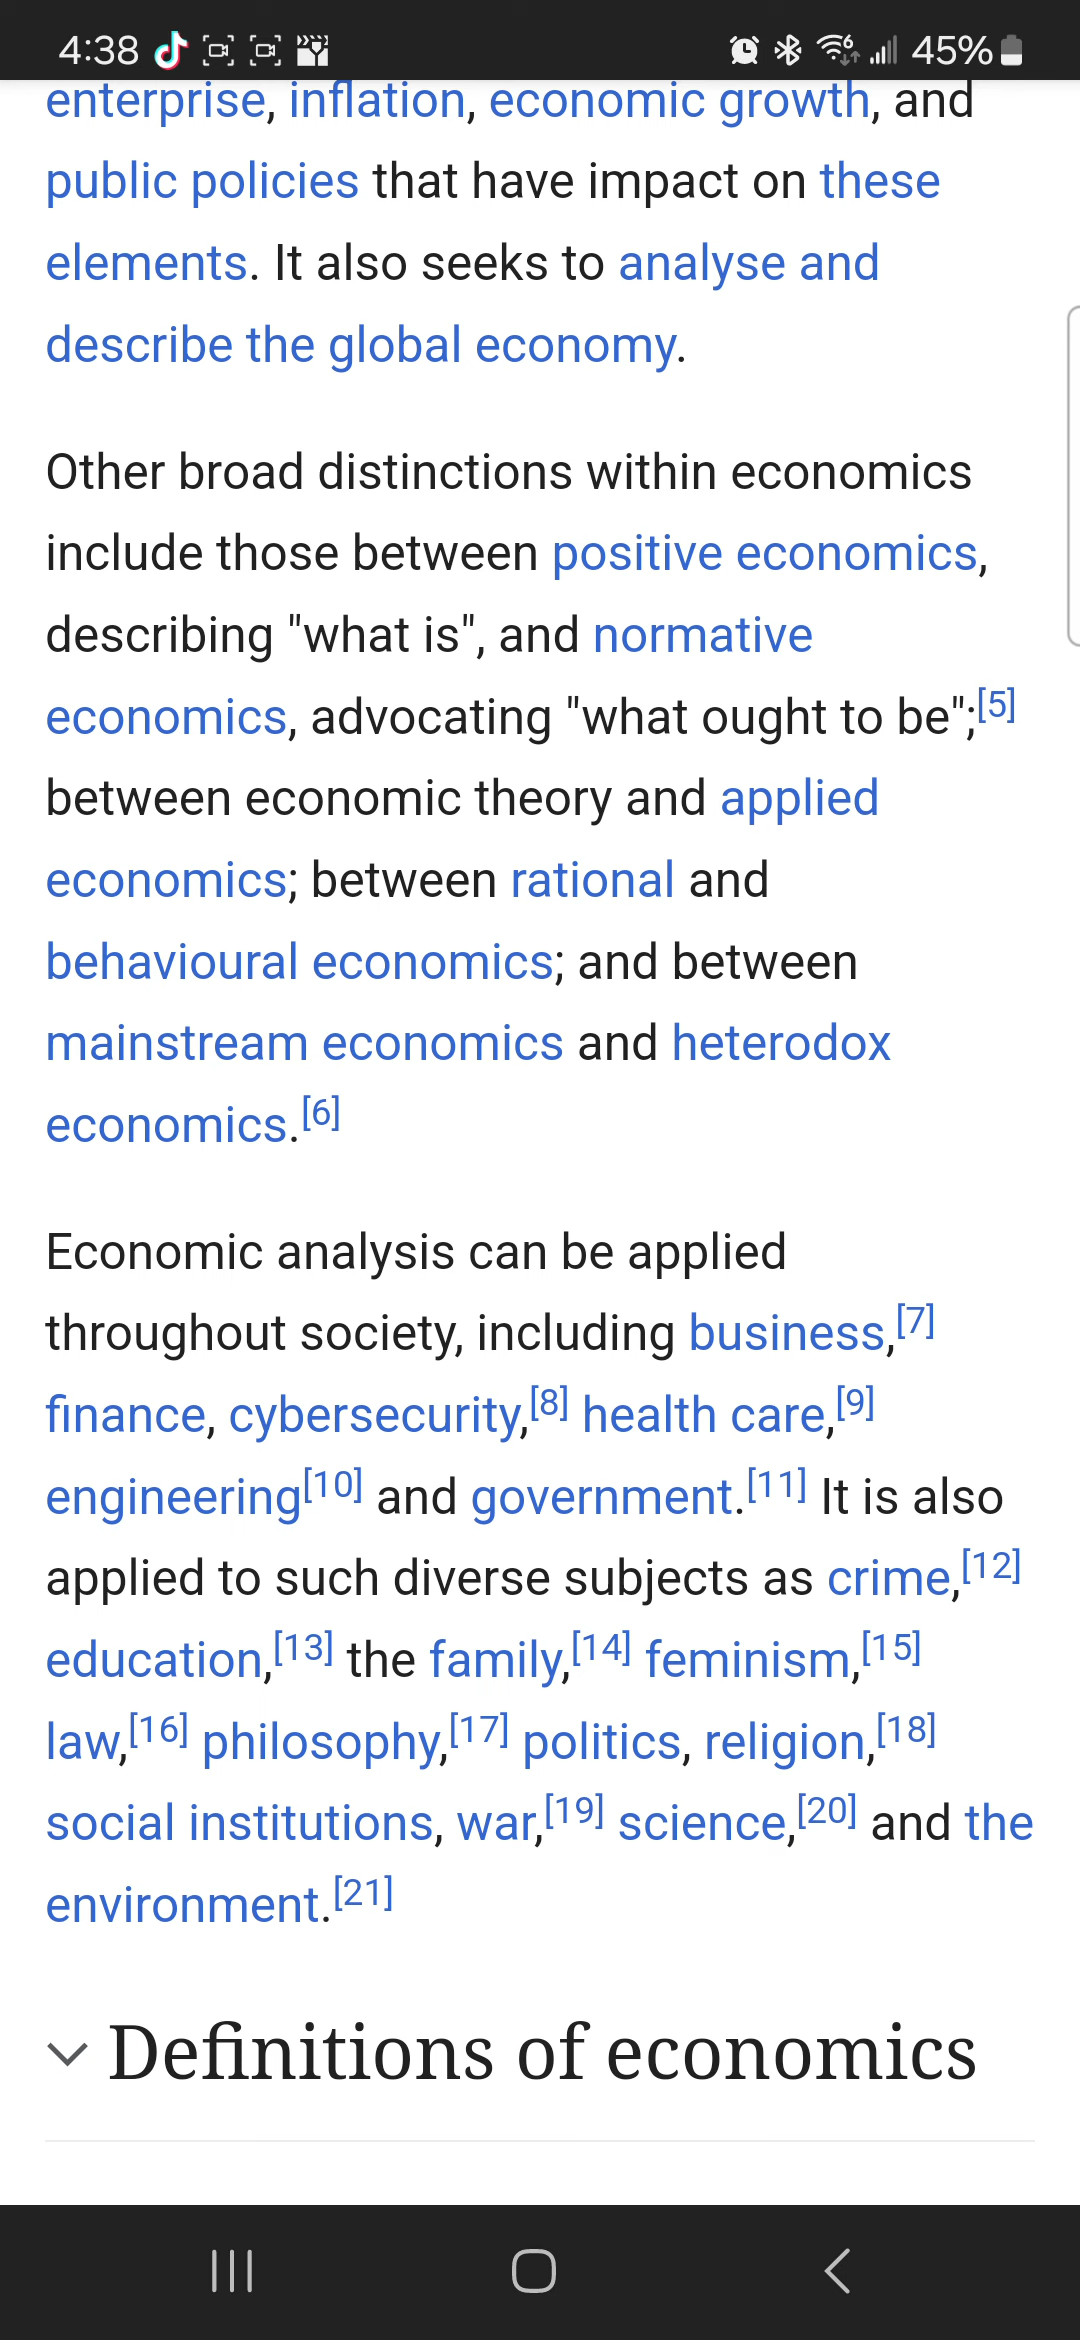 4:38 45%
enterprise, inflation, economic growth, and
public policies that have impact on these
elements. It also seeks to analyse and
describe the global economy.
Other broad distinctions within economics
include those between positive economics,
describing "what is", and normative
economics, advocating "what ought to be";[5]
between economic theory and applied
economics; between rational and
behavioural economics; and between
mainstream economics and heterodox
economics.[6]
Economic analysis can be applied
throughout society, including business,[7]
finance, cybersecurity,[8] health care,[9]
engineering[10] and government.[11] It is also
applied to such diverse subjects as crime,[12]
education,[13] the family,[14] feminism,[15]
law,[16] philosophy,[17] politics, religion,[18]
social institutions, war,[19] science,[20] and the
environment.[21]
Definitions of economics